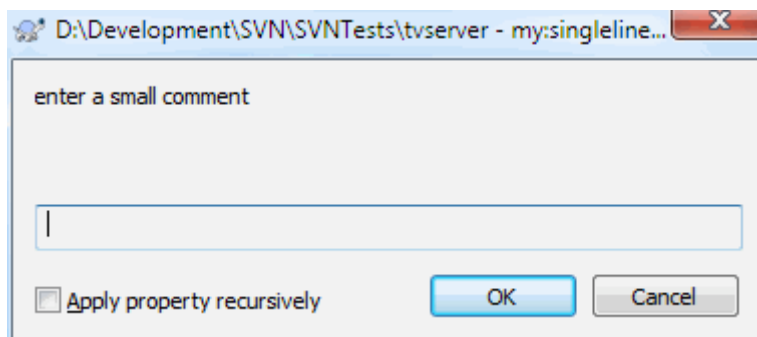 D:\Development\SVN\SVNTests\tvserver - my:singleline...
enter a small comment
Apply property recursively
OK
Cancel